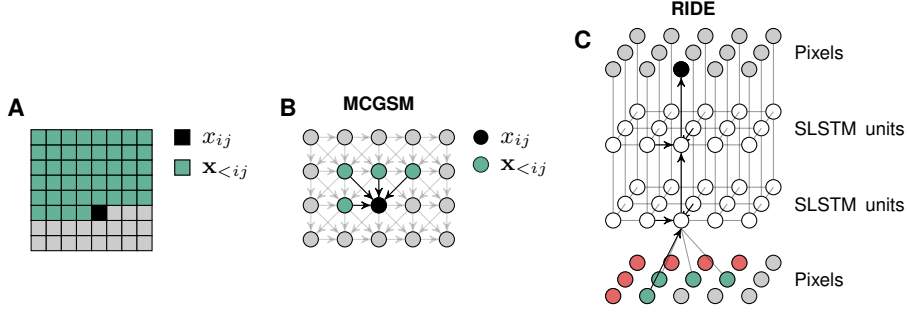 RIDE
C
Pixels
A
B
MCGSM
x_{ij}
x_{<ij}
x_{ij}
x_{<ij}
SLSTM units
SLSTM units
Pixels